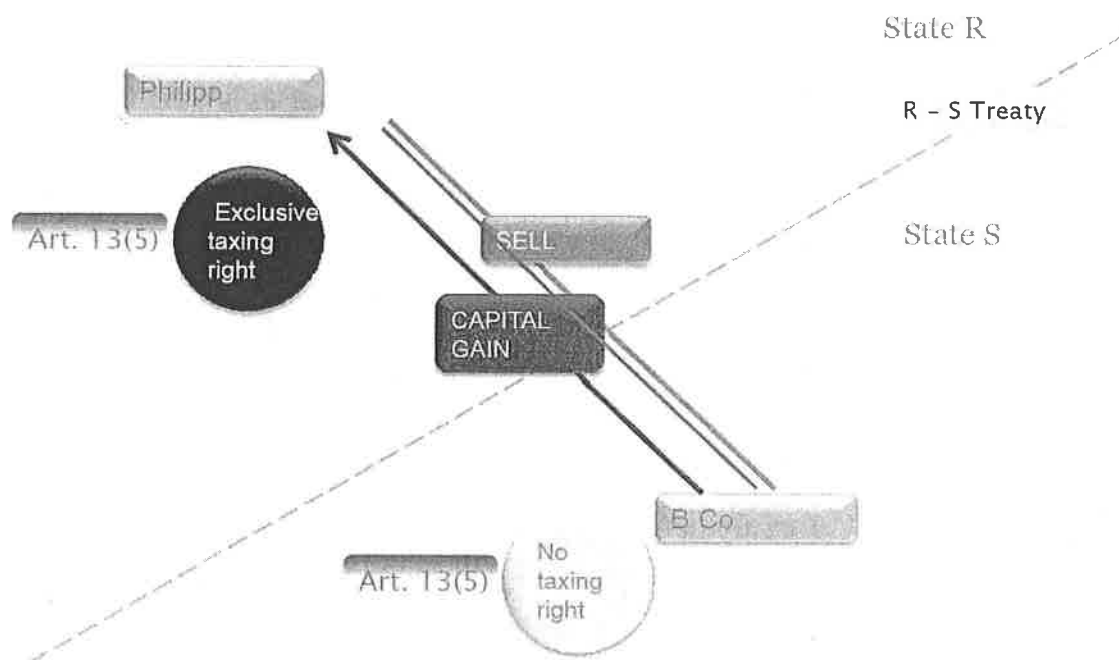 State R
Philipp
R – S Treaty
Exclusive
taxing
right
Art. 13(5)
SELL
State S
CAPITAL
GAIN
B Co
No
taxing
right
Art. 13(5)